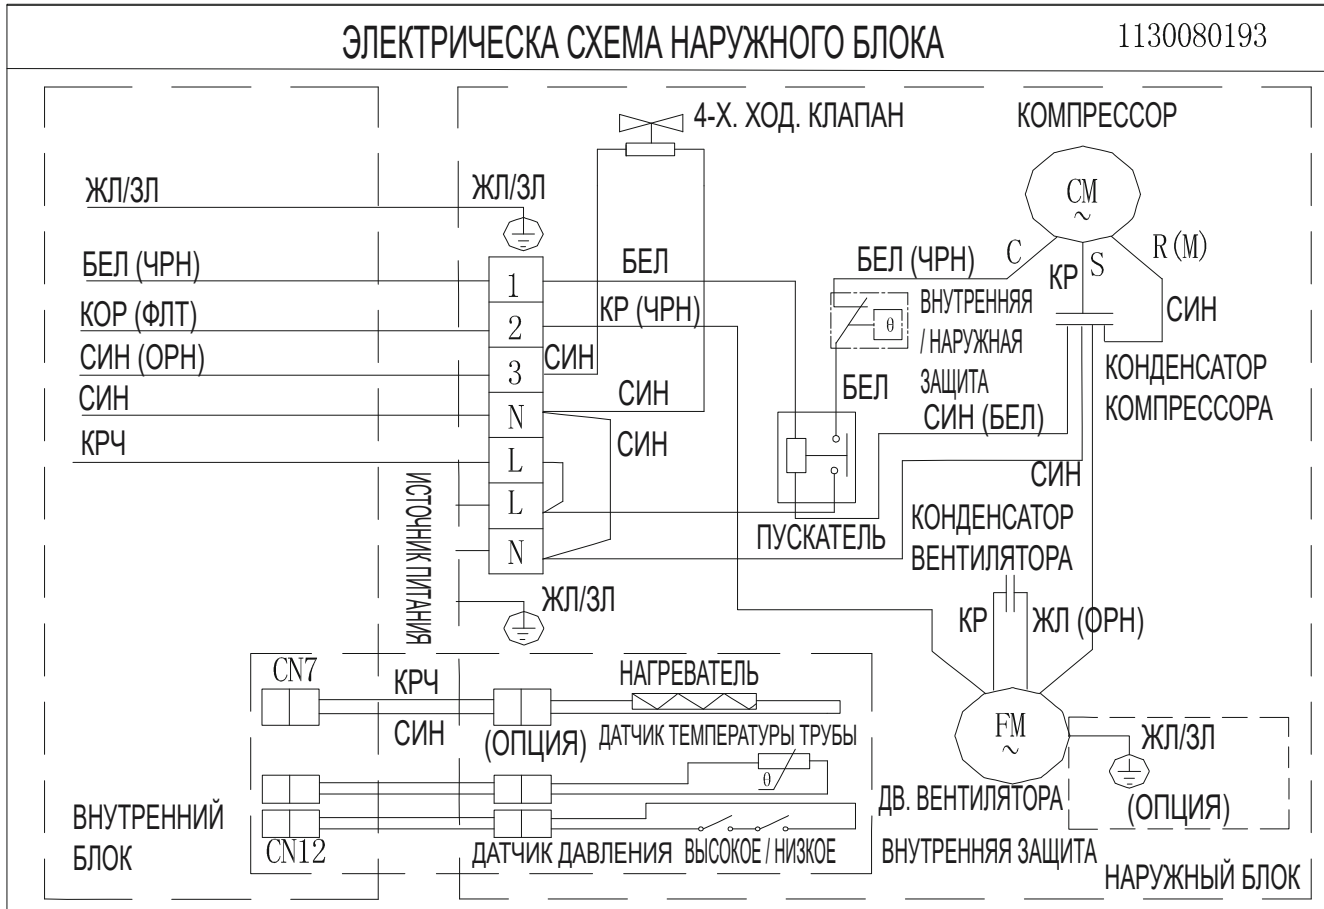 ЭЛЕКТРИЧЕСКА СХЕМА НАРУЖНОГО БЛОКА
1130080193
4-Х. ХОД. КЛАПАН
КОМПРЕССОР
ЖЛ/ЗЛ
ЖЛ/ЗЛ
CM
~
C
S
R(M)
БЕЛ (ЧРН)
1
БЕЛ
БЕЛ (ЧРН)
КР
СИН
КОР (ФЛТ)
2
КР (ЧРН)
ВНУТРЕННЯЯ
/ НАРУЖНАЯ
ЗАЩИТА
θ
СИН (ОРН)
3
СИН
БЕЛ
КОНДЕНСАТОР
КОМПРЕССОРА
СИН
N
СИН
СИН (БЕЛ)
КРЧ
L
СИН
СИН
ИСТОЧНИК ПИТАНИЯ
L
N
ПУСКАТЕЛЬ
КОНДЕНСАТОР
ВЕНТИЛЯТОРА
ЖЛ/ЗЛ
КР
ЖЛ (ОРН)
CN7
КРЧ
СИН
(ОПЦИЯ)
НАГРЕВАТЕЛЬ
ДАТЧИК ТЕМПЕРАТУРЫ ТРУБЫ
θ
FM
~
ЖЛ/ЗЛ
(ОПЦИЯ)
ДВ. ВЕНТИЛЯТОРА
ВНУТРЕННИЙ
БЛОК
CN12
ДАТЧИК ДАВЛЕНИЯ
ВЫСОКОЕ / НИЗКОЕ
ВНУТРЕННЯЯ ЗАЩИТА
НАРУЖНЫЙ БЛОК